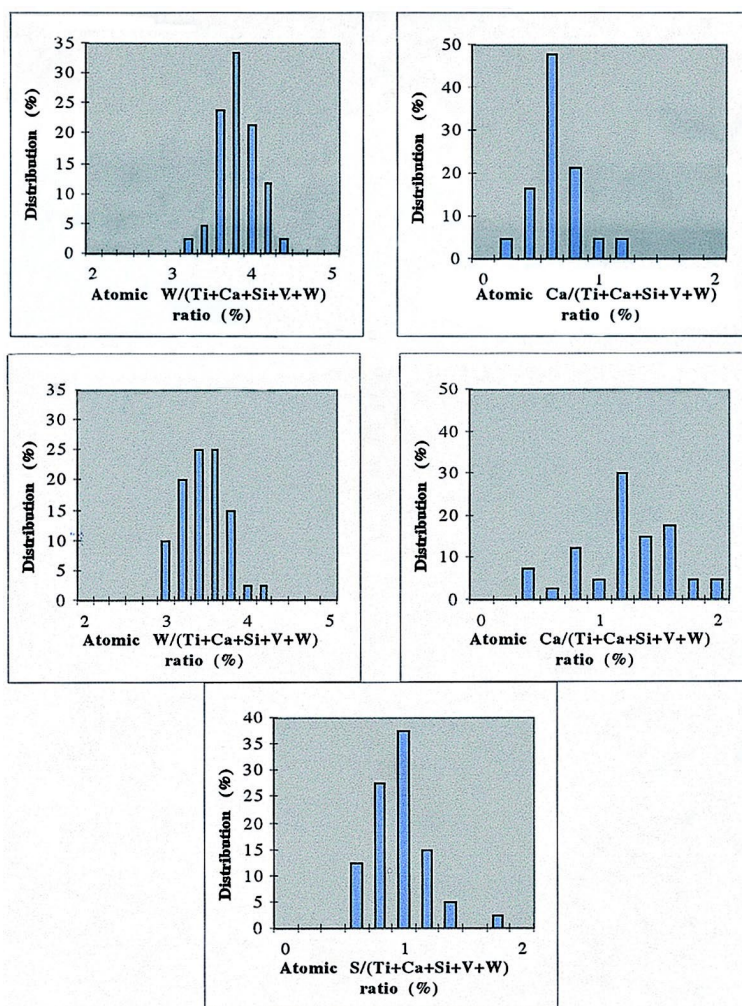 35
30
25
20
15
10
5
0
Distribution (%)
2 3 4 5
Atomic W/(Ti+Ca+Si+V+W)
ratio (%)
50
40
30
20
10
0
Distribution (%)
0 1 2
Atomic Ca/(Ti+Ca+Si+V+W)
ratio (%)
35
30
25
20
15
10
5
0
Distribution (%)
2 3 4 5
Atomic W/(Ti+Ca+Si+V+W)
ratio (%)
50
40
30
20
10
0
Distribution (%)
0 1 2
Atomic Ca/(Ti+Ca+Si+V+W)
ratio (%)
40
35
30
25
20
15
10
5
0
Distribution (%)
0 1 2
Atomic S/(Ti+Ca+Si+V+W)
ratio (%)